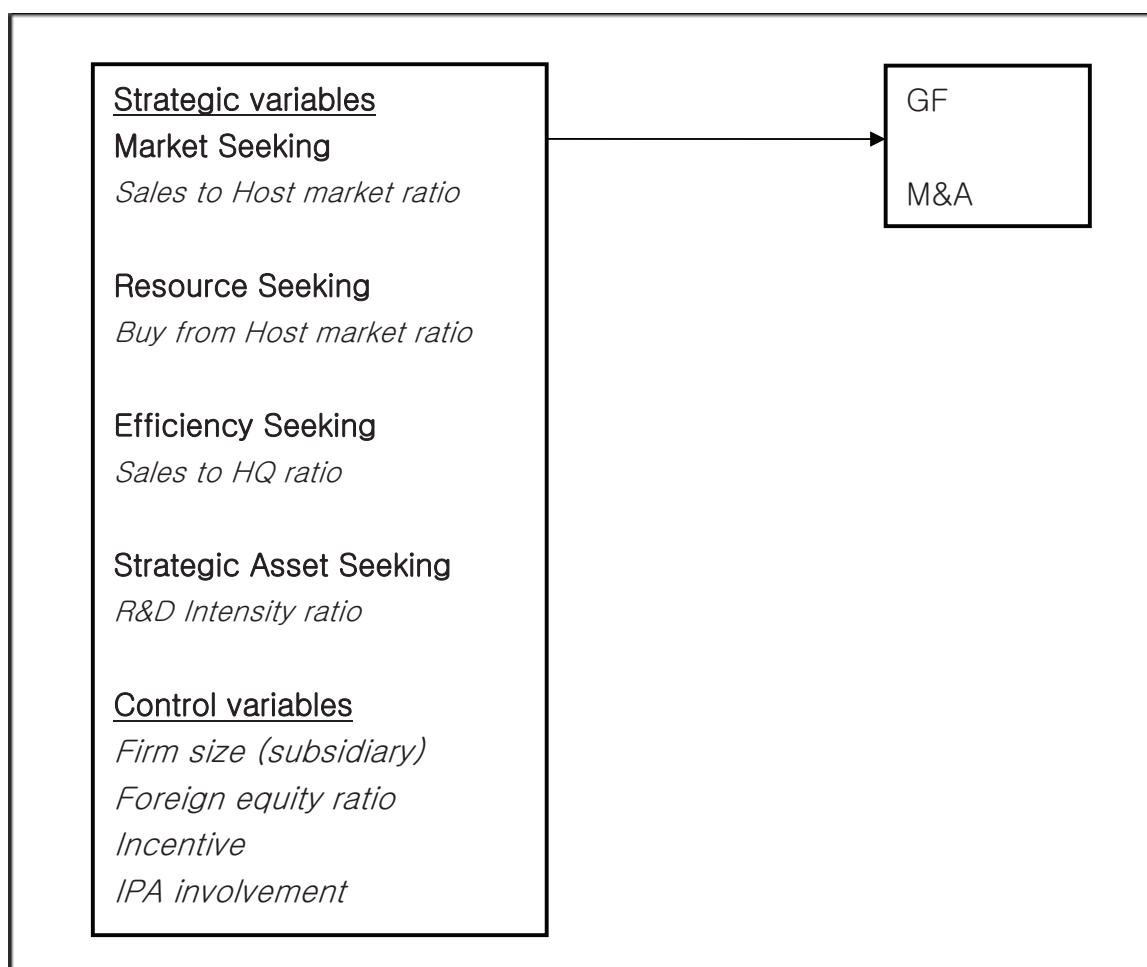 Strategic variables
Market Seeking
Sales to Host market ratio
Resource Seeking
Buy from Host market ratio
Efficiency Seeking
Sales to HQ ratio
Strategic Asset Seeking
R&D Intensity ratio
Control variables
Firm size (subsidiary)
Foreign equity ratio
Incentive
IPA involvement
GF
M&A